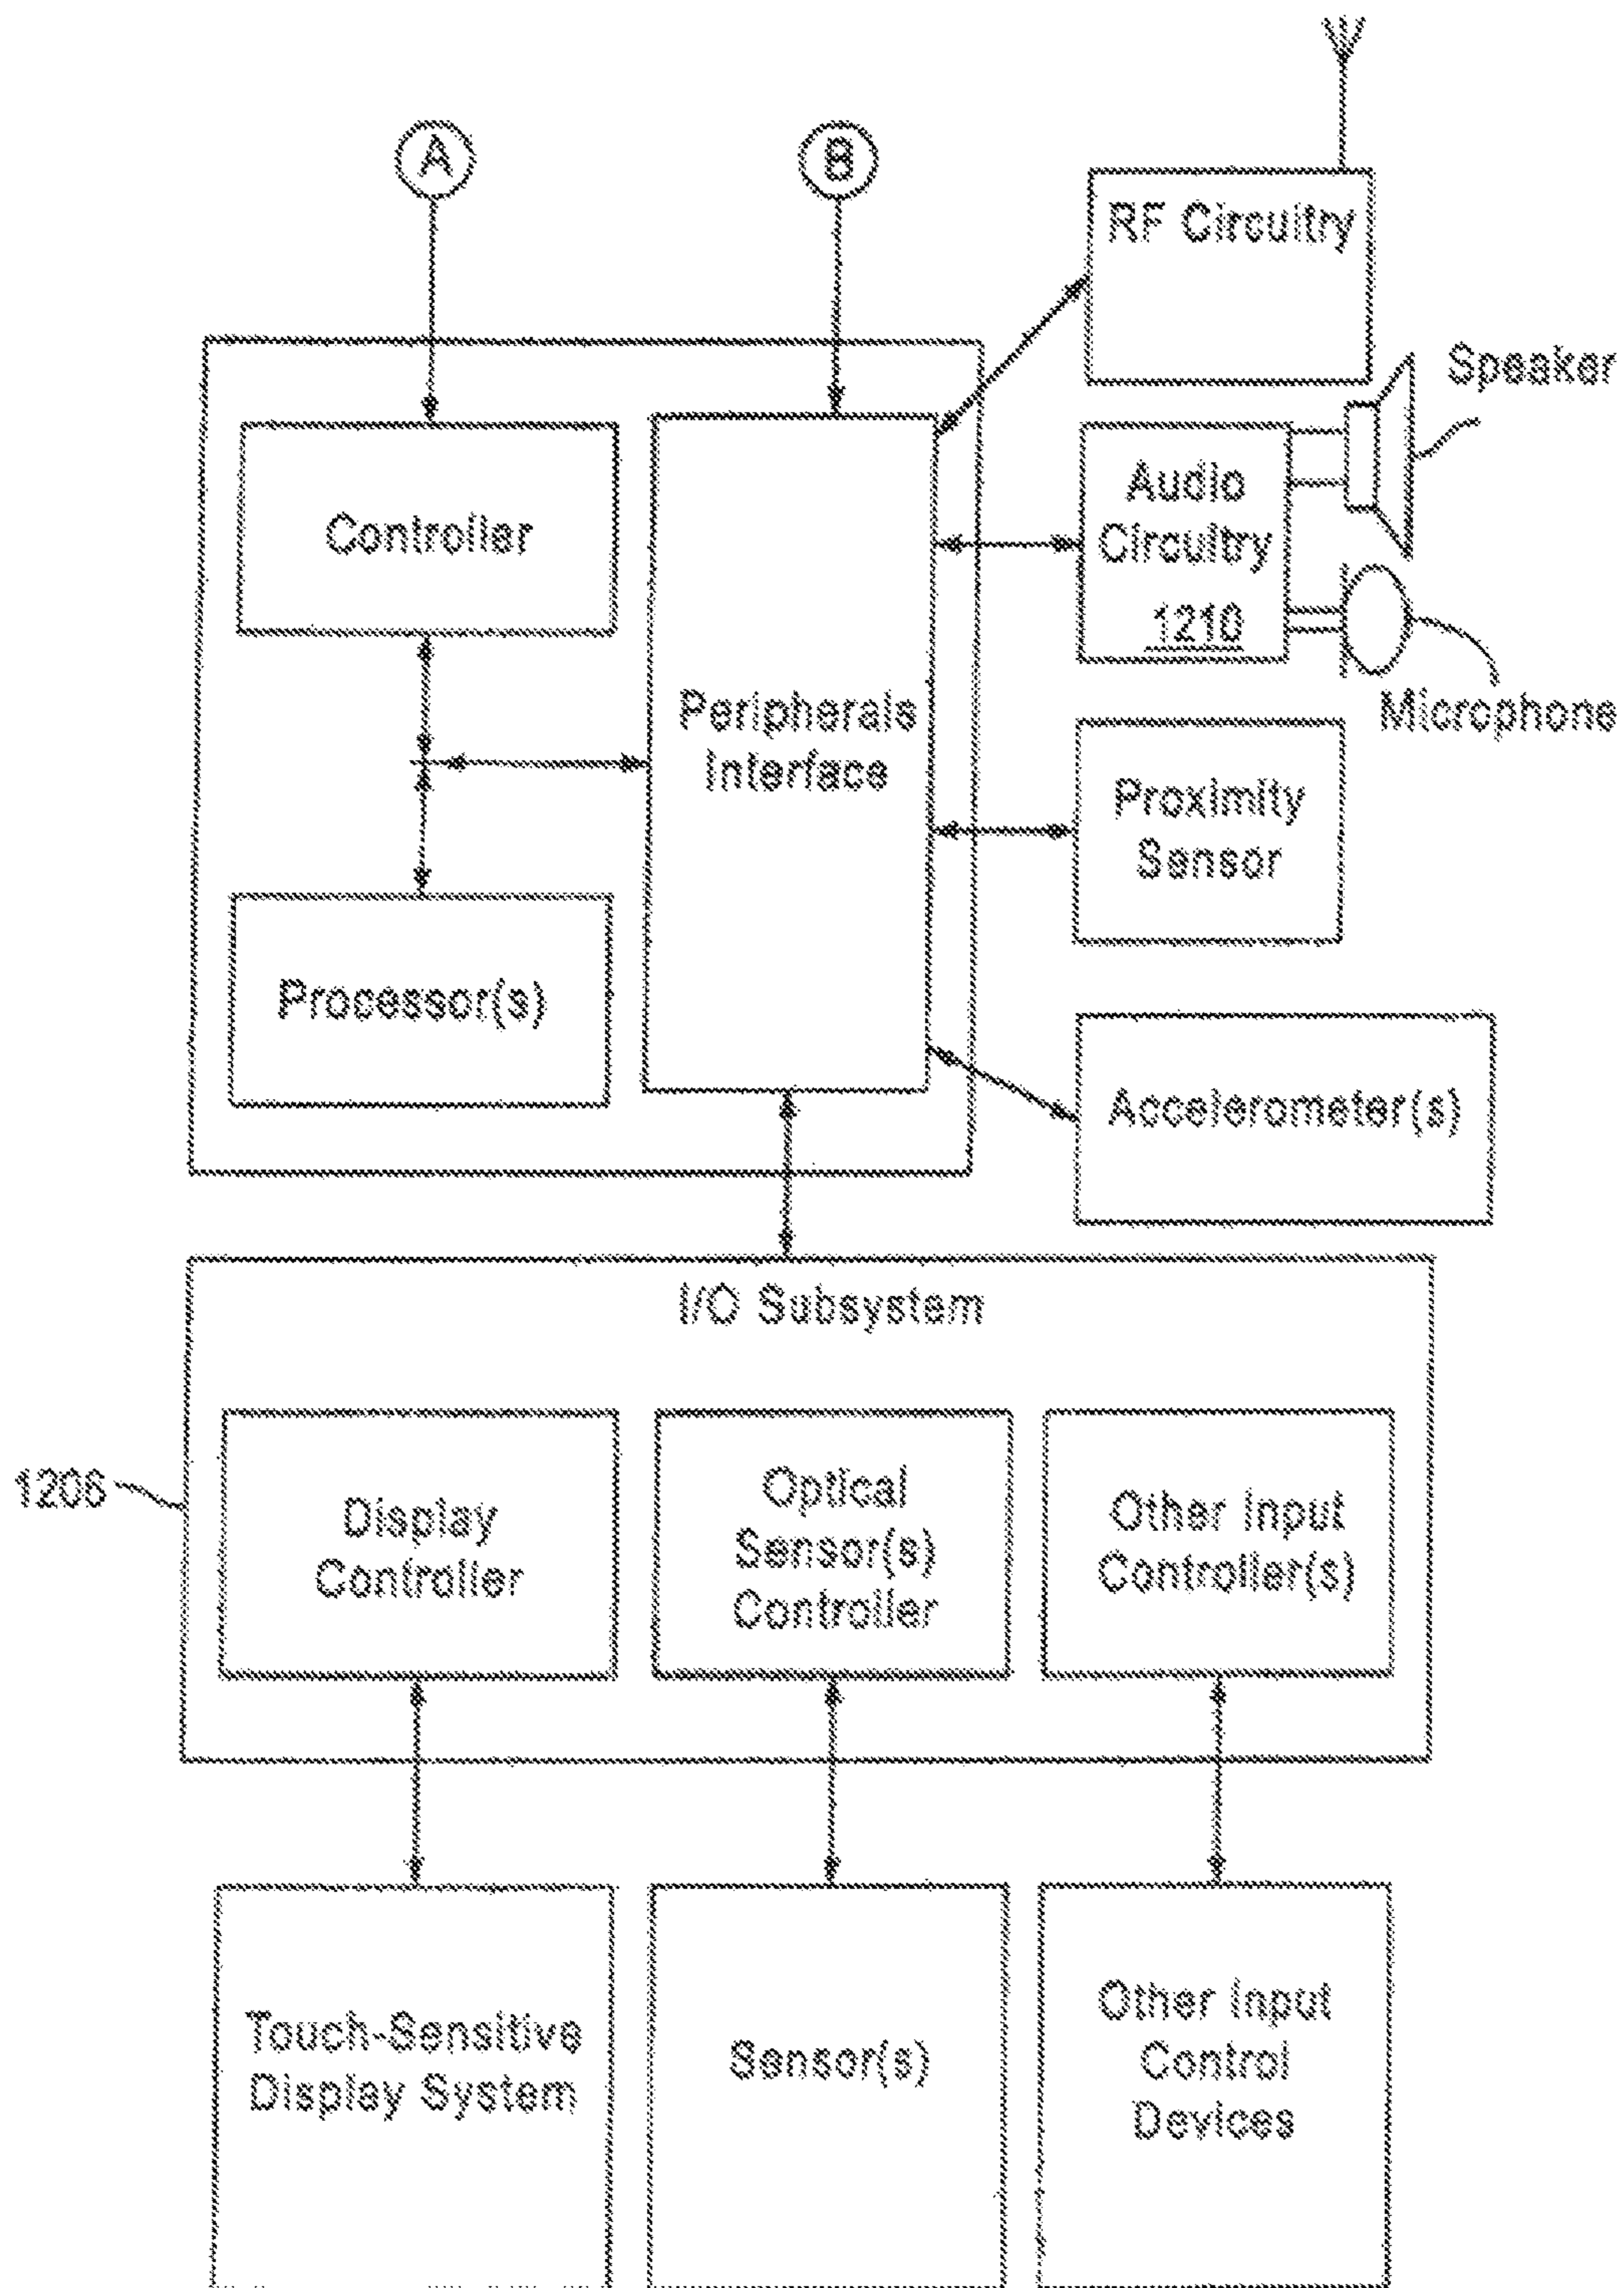 A
B
RF Circuitry
Speaker
Controller
Audio
Circuitry
1210
Microphone
Peripherals
Interface
Proximity
Sensor
Processor(s)
Accelerometer(s)
I/O Subsystem
1206
Display
Controller
Optical
Sensor(s)
Controller
Other Input
Controller(s)
Touch-Sensitive
Display System
Sensor(s)
Other Input
Control
Devices